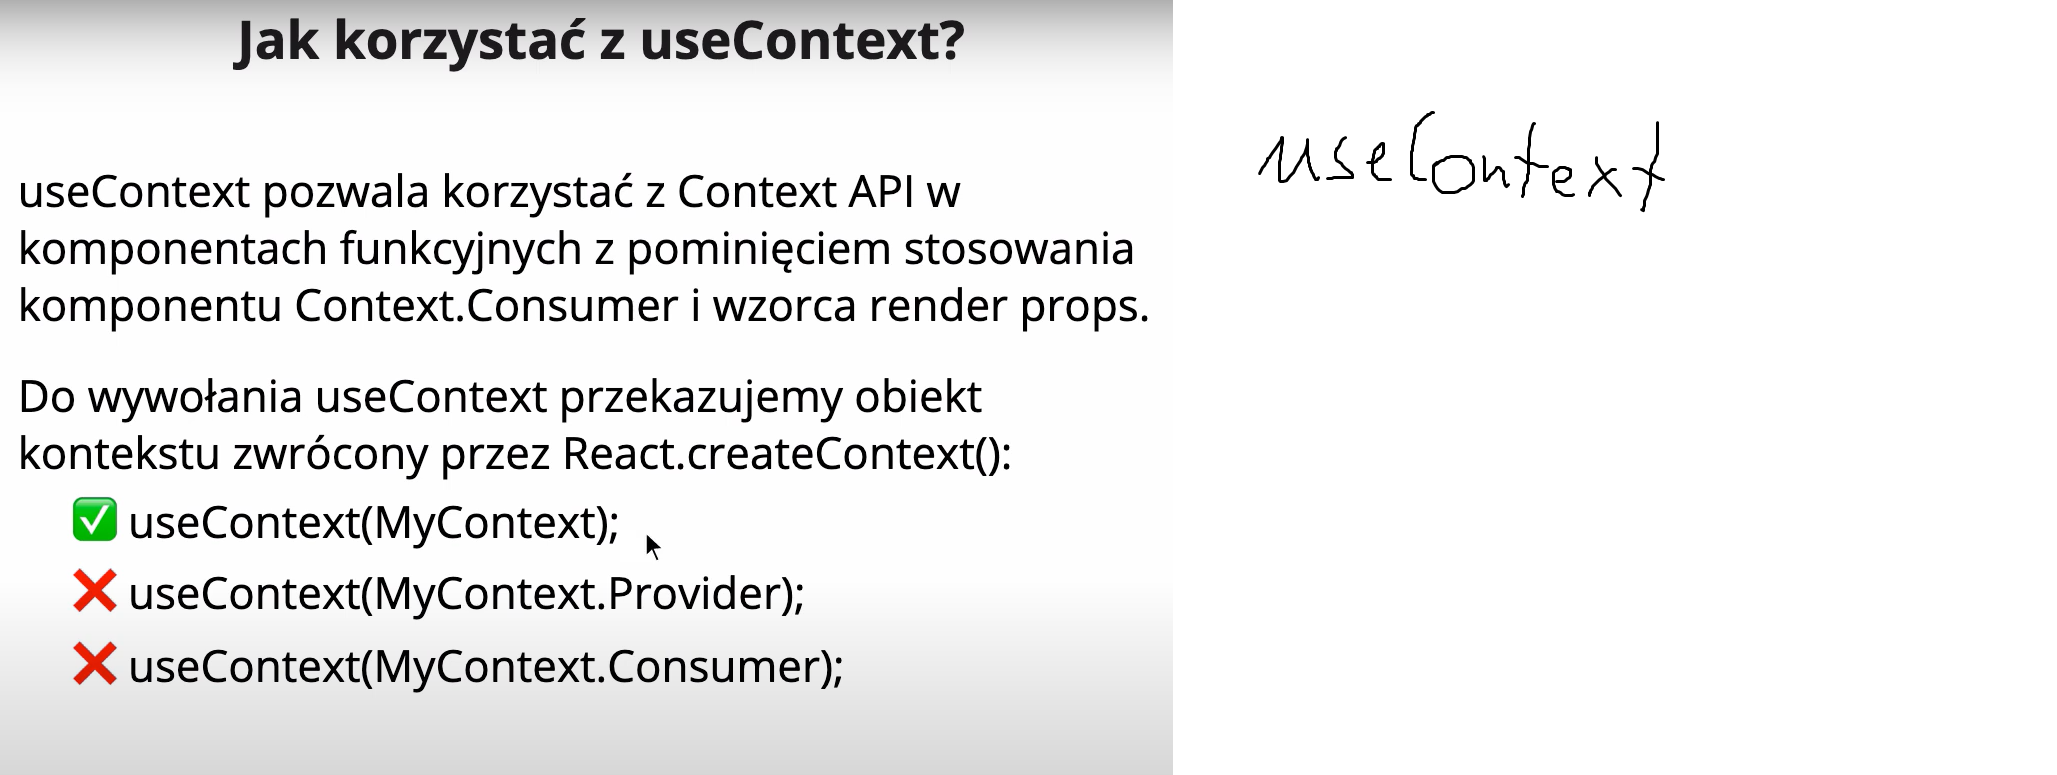 Jak korzystać z useContext?
useContext pozwala korzystać z Context API w
komponentach funkcyjnych z pominięciem stosowania
komponentu Context.Consumer i wzorca render props.
Do wywołania useContext przekazujemy obiekt
kontekstu zwrócony przez React.createContext():
✅ useContext(MyContext);
❌ useContext(MyContext.Provider);
❌ useContext(MyContext.Consumer);
useContext